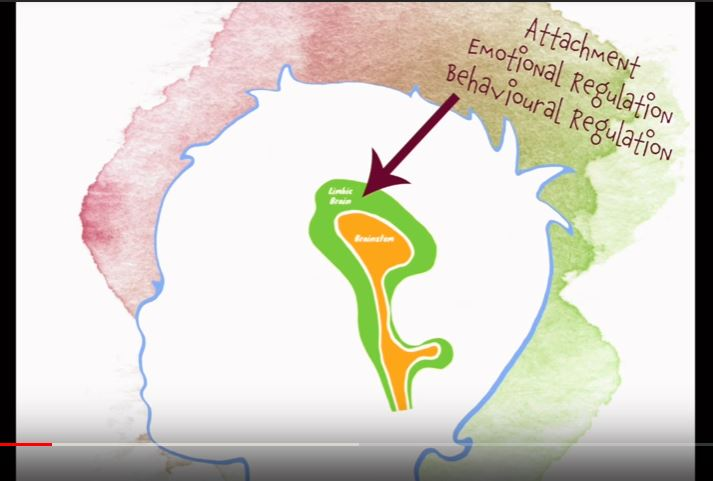 Attachment
Emotional Regulation
Behavioural Regulation
Limbic
Brain
Brainstem